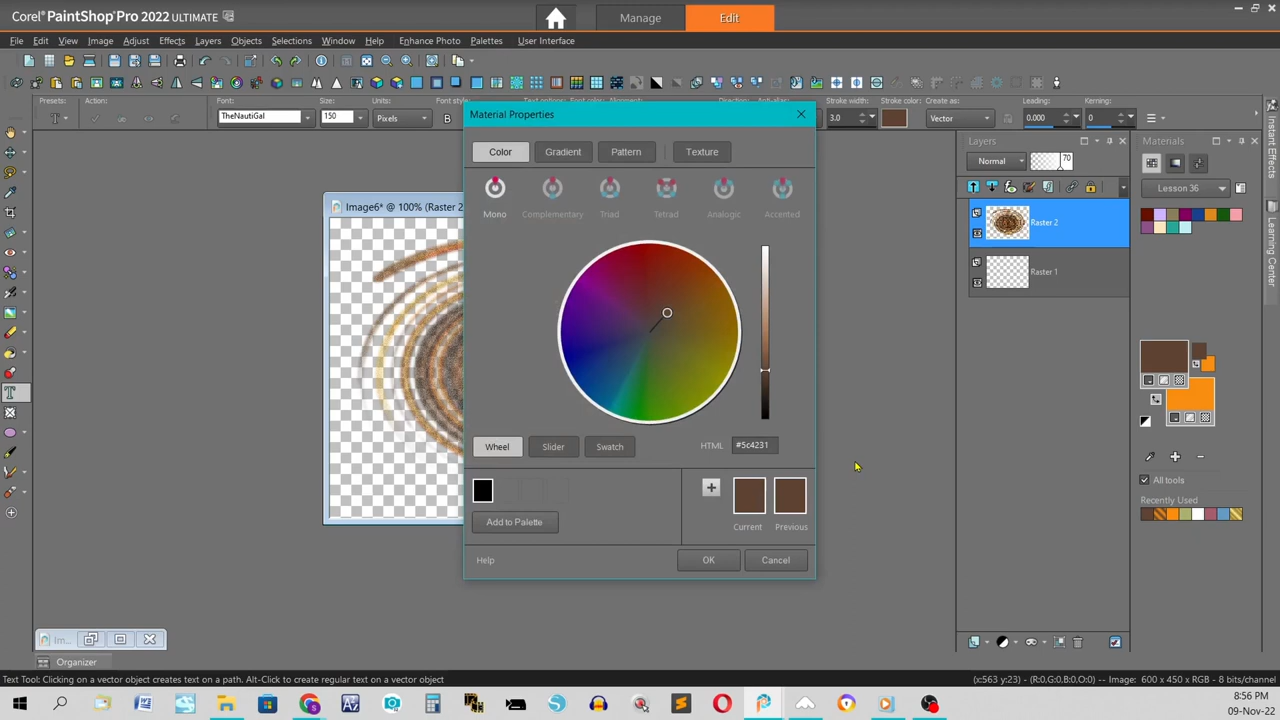 Corel® PaintShop® Pro 2022 ULTIMATE
Manage
Edit
File Edit View Image Adjust Effects Layers Objects Selections Window Help Enhance Photo Palettes User Interface
Presets: Action: Font: Size: Units: Font style: Stroke width: Stroke color: Create as: Leading: Kerning:
TheNautiGal 150 Pixels B 3.0 Vector 0.000 0
Material Properties
Color Gradient Pattern Texture
Mono Complementary Triad Tetrad Analogic Accented
Wheel Slider Swatch HTML #5c4231
Add to Palette
Current Previous
Help OK Cancel
Image6* @ 100% (Raster 2
Layers
Normal 70
Raster 2
Raster 1
Materials
Lesson 36
All tools
Recently Used
Instant Effects
Learning Center
Im...
Organizer
Text Tool: Clicking on a vector object creates text on a path. Alt-Click to create regular text on a vector object
(x:563 y:23) - (R:0,G:0,B:0,O:0) -- Image: 600 x 450 x RGB - 8 bits/channel
8:56 PM
09-Nov-22